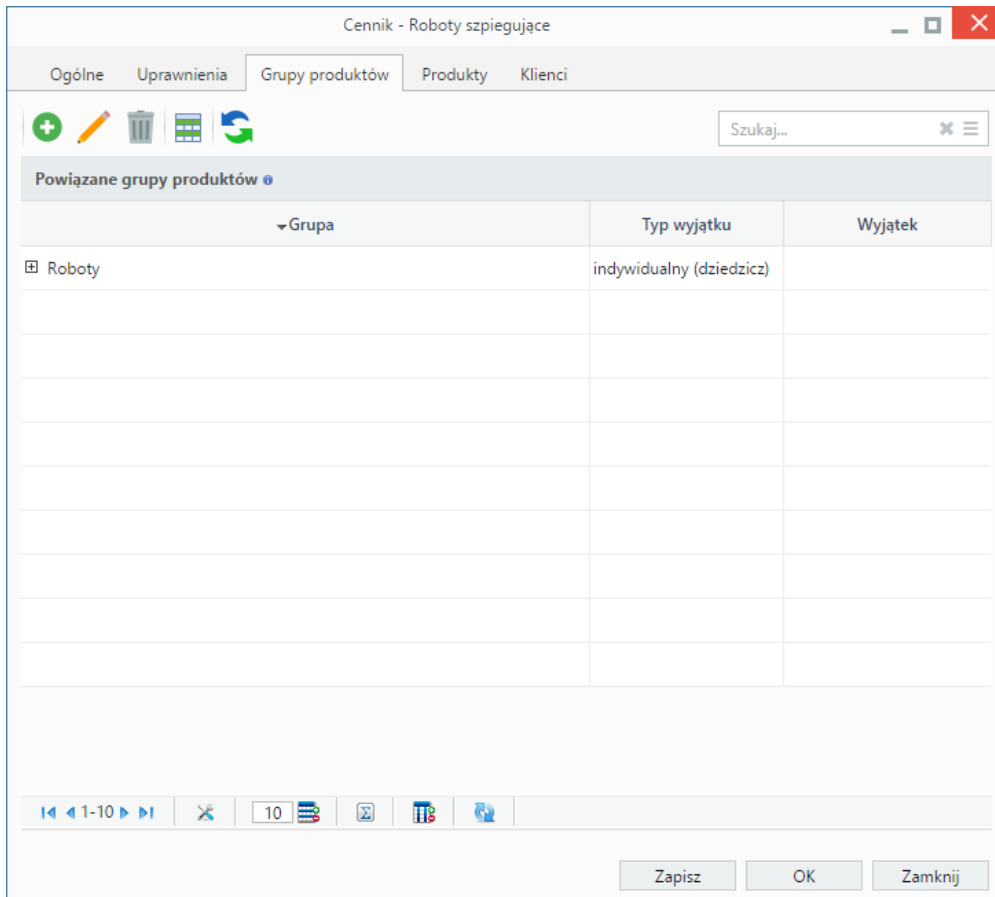 Cennik - Roboty szpiegujące
Ogólne Uprawnienia Grupy produktów Produkty Klienci
Szukaj...
Powiązane grupy produktów
Grupa Typ wyjątku Wyjątek
Roboty indywidualny (dziedzicz)
1-10 10
Zapisz OK Zamknij